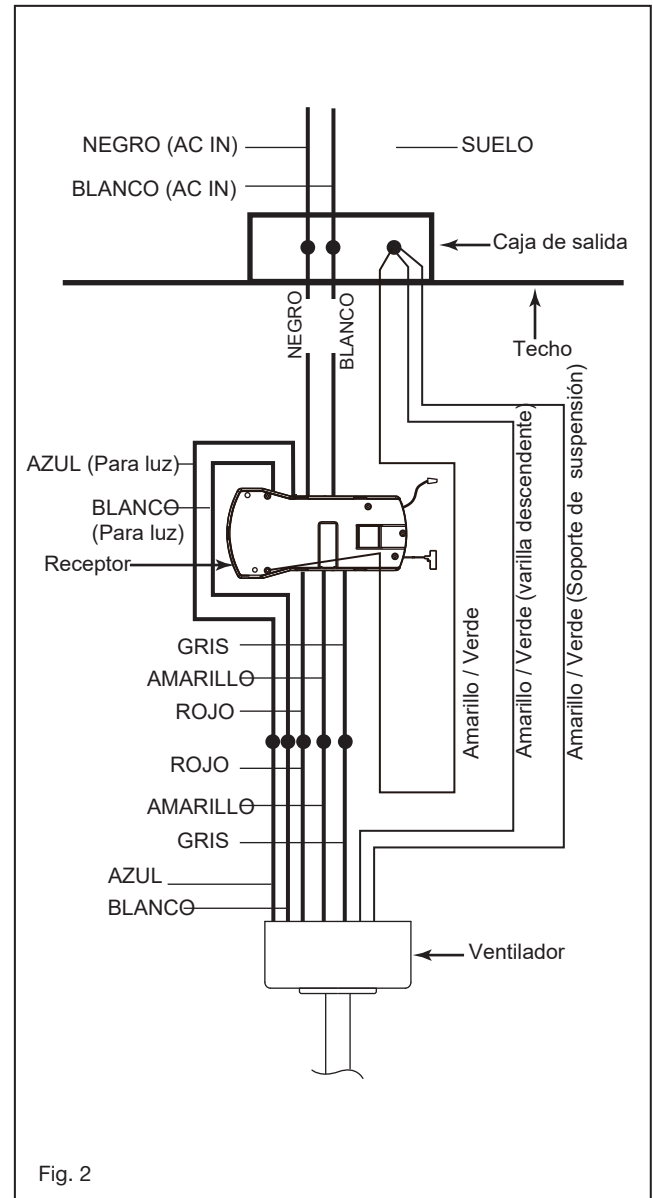 NEGRO (AC IN)
SUELO
BLANCO (AC IN)
Caja de salida
NEGRO
BLANCO
Techo
AZUL (Para luz)
BLANCO
(Para luz)
Receptor
GRIS
AMARILLO
ROJO
Amarillo / Verde
Amarillo / Verde (varilla descendente)
Amarillo / Verde (Soporte de suspensión)
ROJO
AMARILLO
GRIS
AZUL
BLANCO
Ventilador
Fig. 2